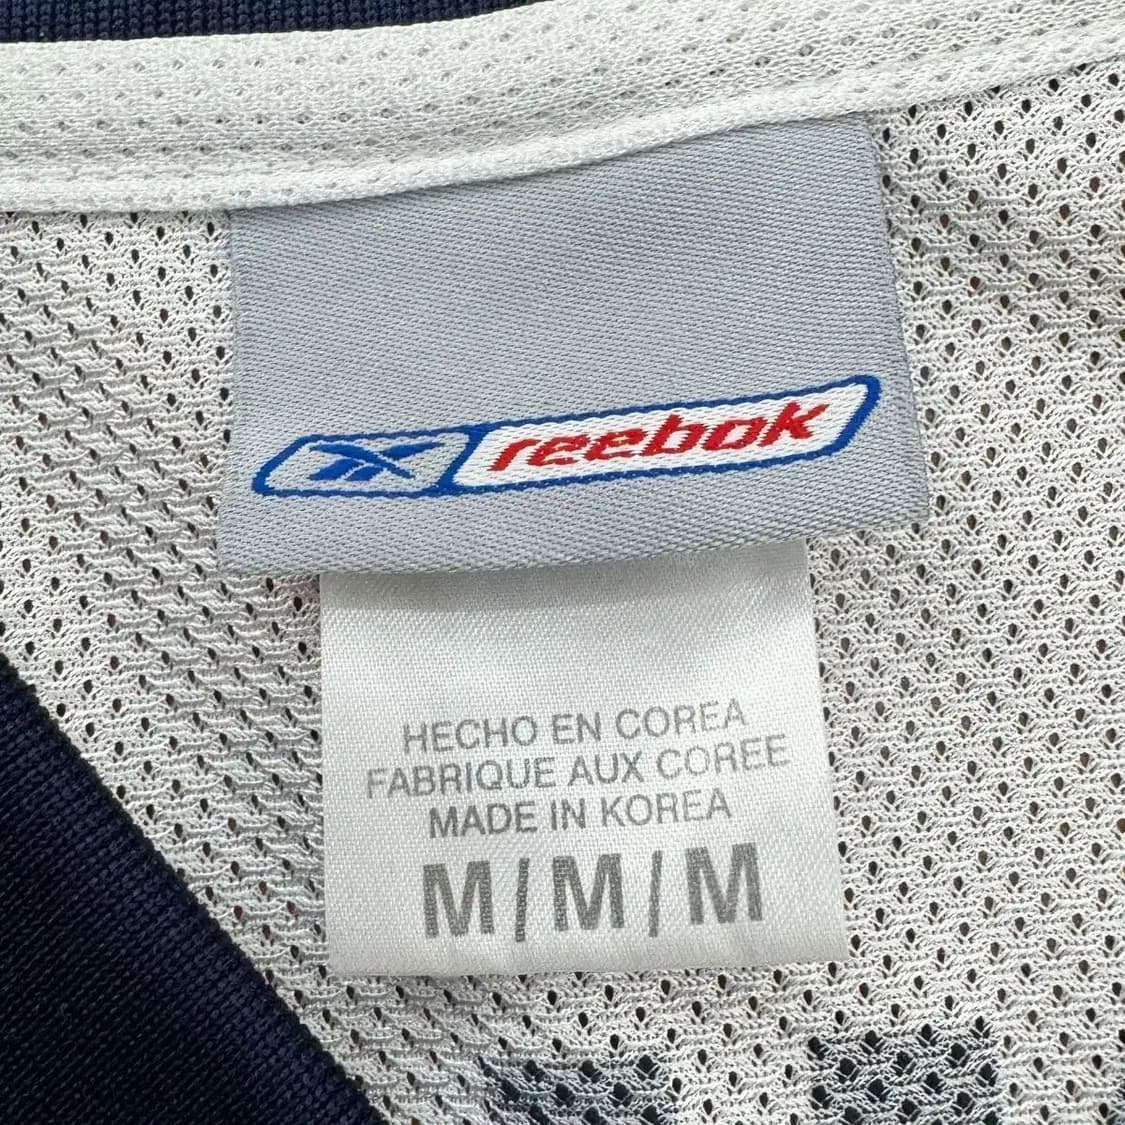 reebok
HECHO EN COREA
FABRIQUE AUX COREE
MADE IN KOREA
M/M/M